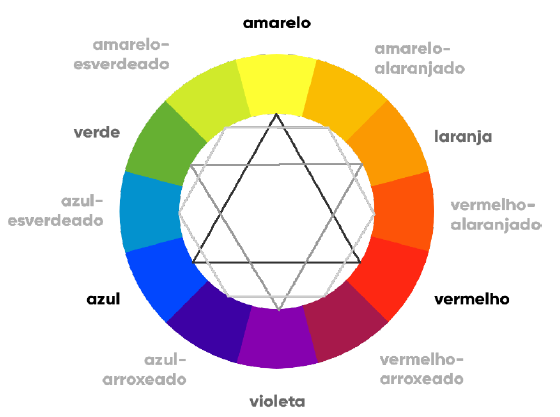 amarelo
amarelo-
esverdeado
amarelo-
alaranjado
verde
laranja
azul-
esverdeado
vermelho-
alaranjado
azul
vermelho
azul-
arroxeado
vermelho-
arroxeado
violeta